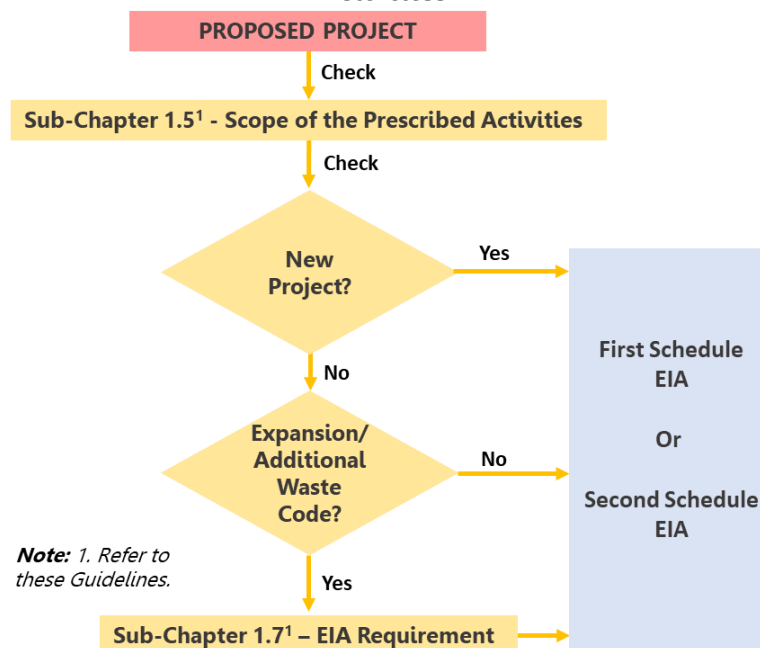 PROPOSED PROJECT
Check
Sub-Chapter 1.5¹ - Scope of the Prescribed Activities
Check
New
Project?
Yes
No
Expansion/
Additional
Waste
Code?
No
Yes
First Schedule
EIA
Or
Second Schedule
EIA
Note: 1. Refer to
these Guidelines.
Sub-Chapter 1.7¹ – EIA Requirement